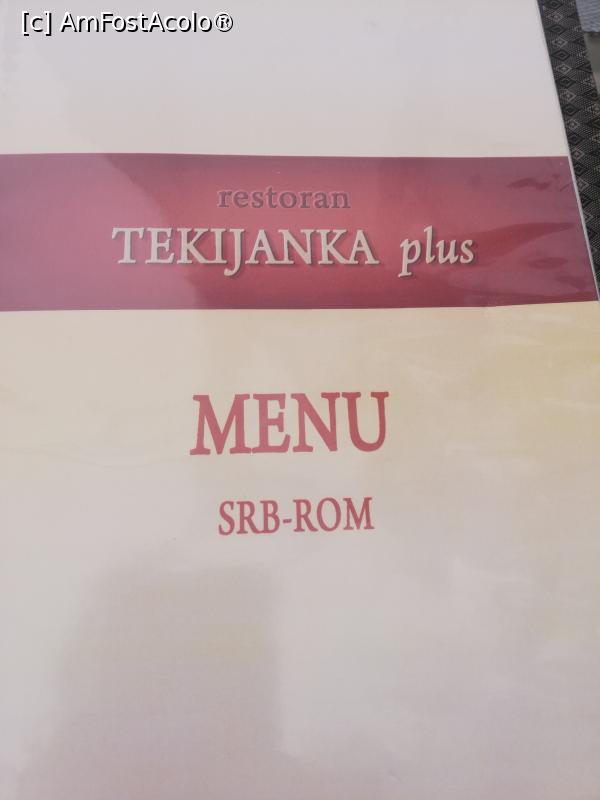 [c] AmFostAcolo®
restoran
TEKIJANKA plus
MENU
SRB-ROM